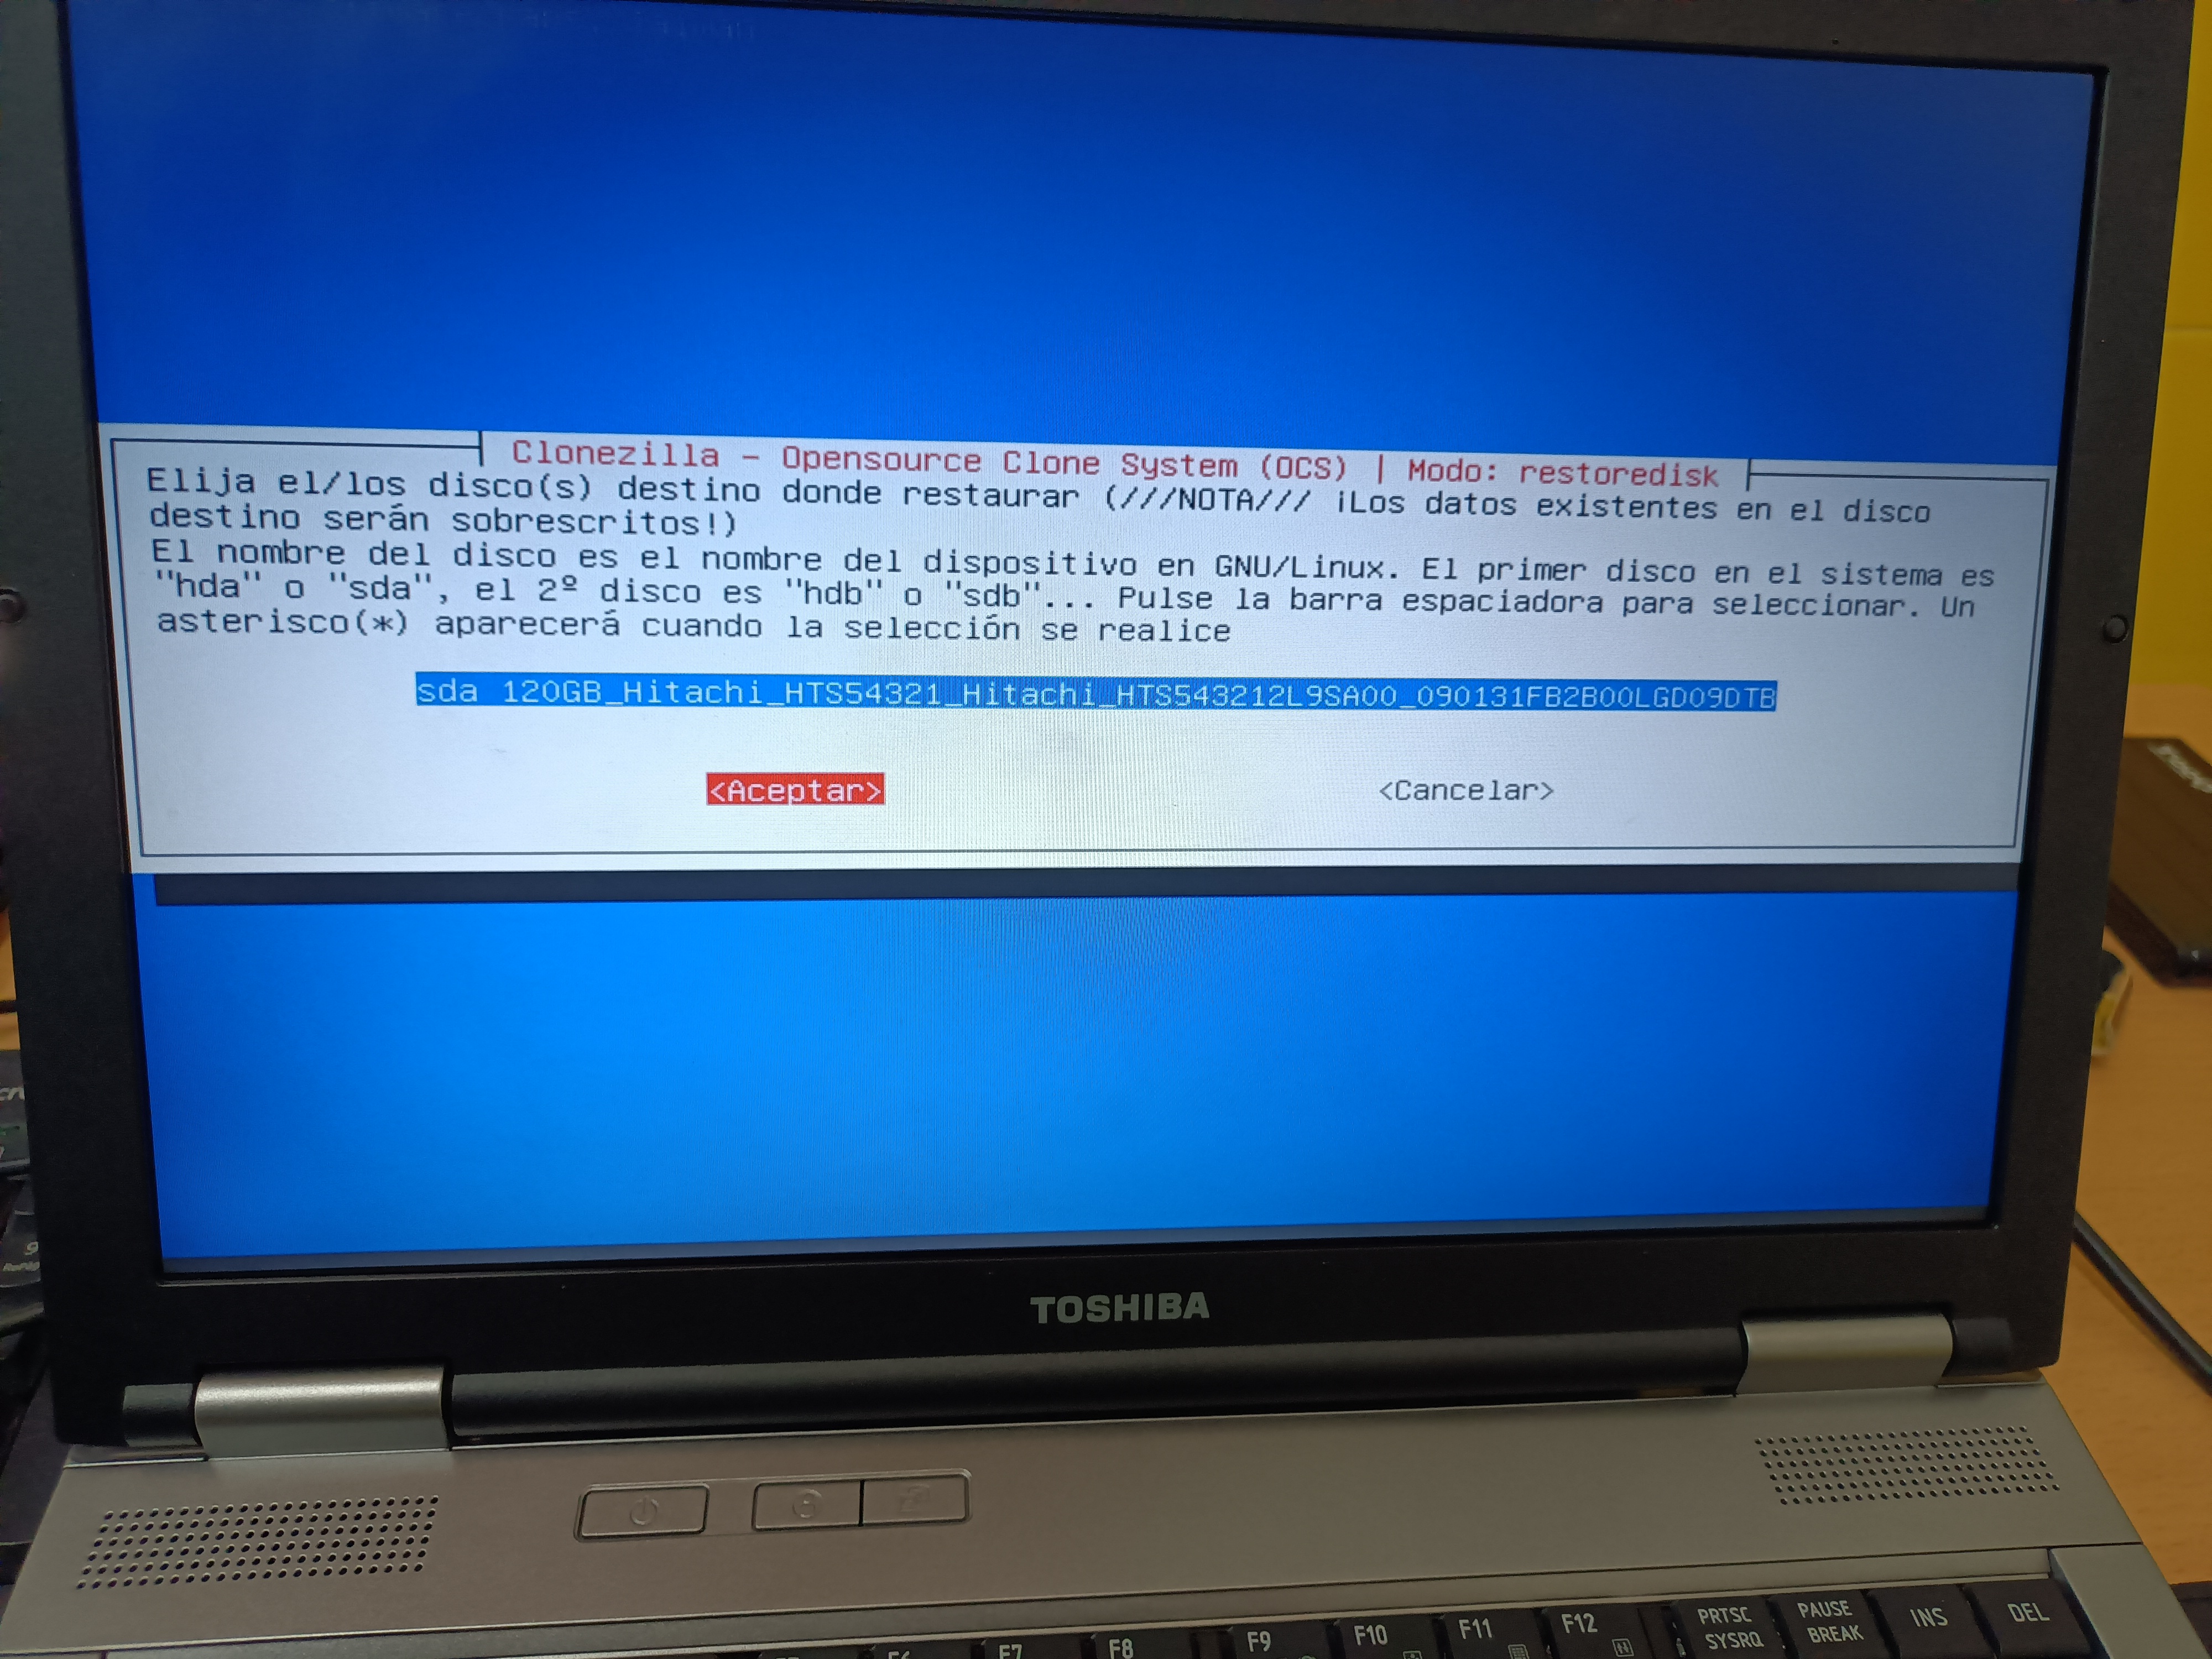 Clonezilla - Opensource Clone System (OCS) | Modo: restoredisk
Elija el/los disco(s) destino donde restaurar (///NOTA/// ¡Los datos existentes en el disco
destino serán sobrescritos!)
El nombre del disco es el nombre del dispositivo en GNU/Linux. El primer disco en el sistema es
"hda" o "sda", el 2º disco es "hdb" o "sdb"... Pulse la barra espaciadora para seleccionar. Un
asterisco(*) aparecerá cuando la selección se realice
sda 120GB_Hitachi_HTS54321_Hitachi_HTS543212L9SA00_090131FB2B00LGD09DTB
<Aceptar> <Cancelar>
TOSHIBA
F6 F7 F8 F9 F10 F11 F12 PRTSC SYSRQ PAUSE BREAK INS DEL